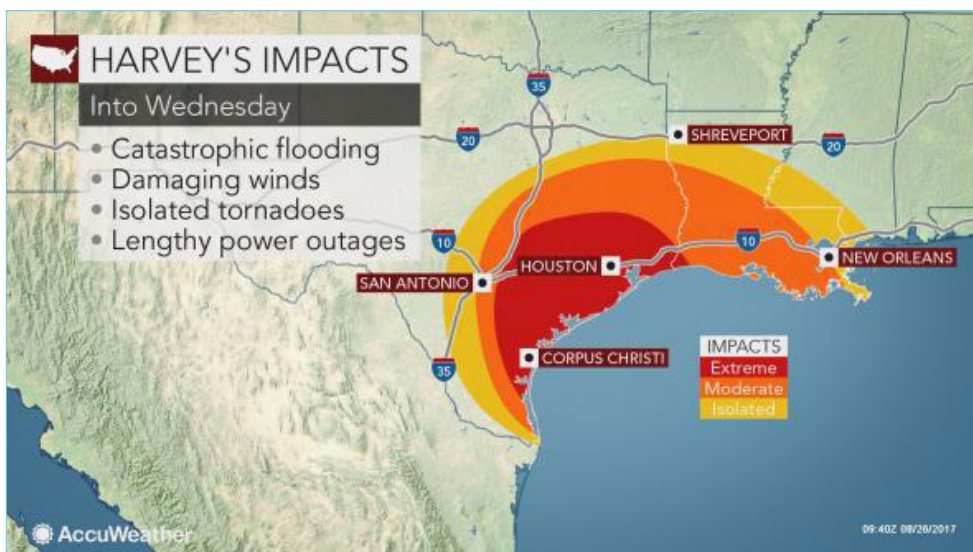 HARVEY'S IMPACTS
Into Wednesday
• Catastrophic flooding
• Damaging winds
• Isolated tornadoes
• Lengthy power outages
35
20
SHREVEPORT
20
10
10
NEW ORLEANS
HOUSTON
SAN ANTONIO
CORPUS CHRISTI
35
IMPACTS
Extreme
Moderate
Isolated
AccuWeather
09:40Z 08/26/2017